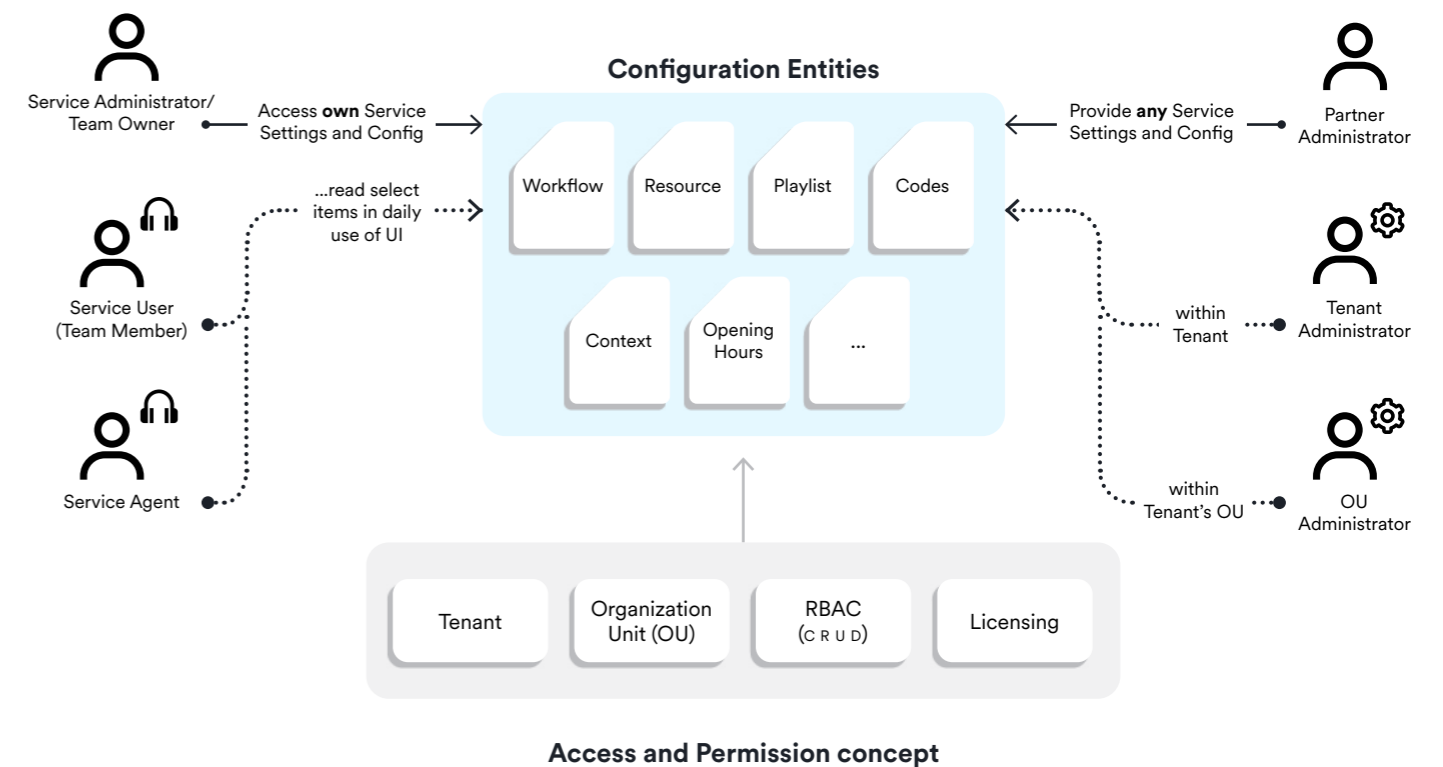 Configuration Entities
Service Administrator/
Team Owner
Access own Service
Settings and Config
Provide any Service
Settings and Config
Partner
Administrator
Workflow
Resource
Playlist
Codes
...read select
items in daily
use of UI
Service User
(Team Member)
Context
Opening
Hours
...
within
Tenant
Tenant
Administrator
Service Agent
within
Tenant’s OU
OU
Administrator
Tenant
Organization
Unit (OU)
RBAC
(C R U D)
Licensing
Access and Permission concept